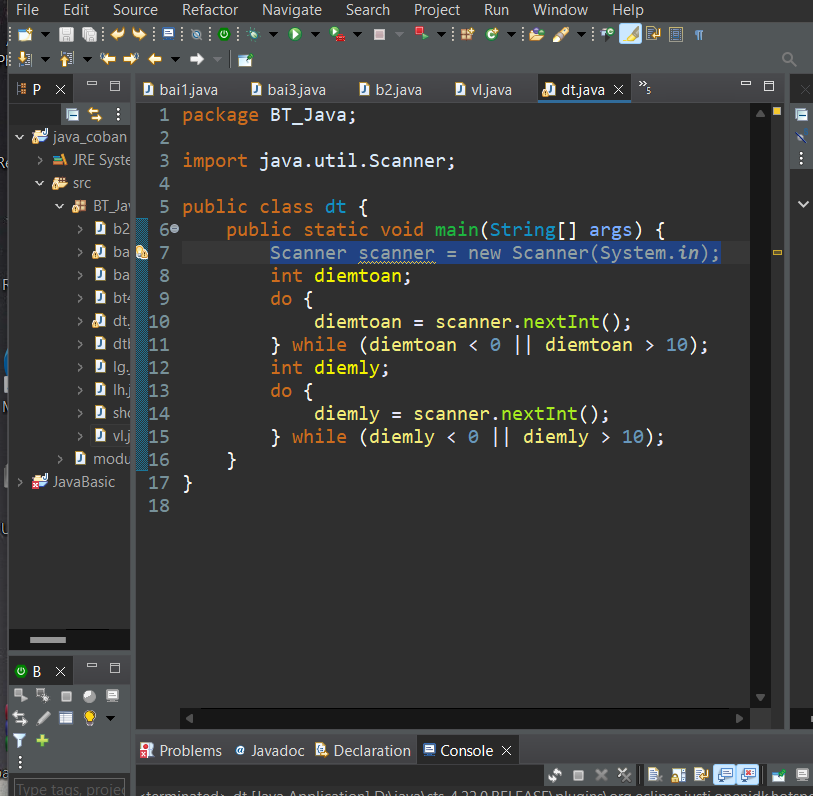 File Edit Source Refactor Navigate Search Project Run Window Help
P
bai1.java bai3.java b2.java vl.java dt.java »5
java_coban
JRE Syste
src
BT_Jav
b2
ba
ba
bt4
dt.
dtl
lg.
lh.j
sho
vl.j
modu
JavaBasic
1 package BT_Java;
2
3 import java.util.Scanner;
4
5 public class dt {
6 public static void main(String[] args) {
7 Scanner scanner = new Scanner(System.in);
8 int diemtoan;
9 do {
10 diemtoan = scanner.nextInt();
11 } while (diemtoan < 0 || diemtoan > 10);
12 int diemly;
13 do {
14 diemly = scanner.nextInt();
15 } while (diemly < 0 || diemly > 10);
16 }
17 }
18
B
Type tags, projec
Problems Javadoc Declaration Console
<terminated> dt [Java Application] D:\java\sts-4.22.0.RELEASE\plugins\org.eclipse.justj.openjdk.hotspo